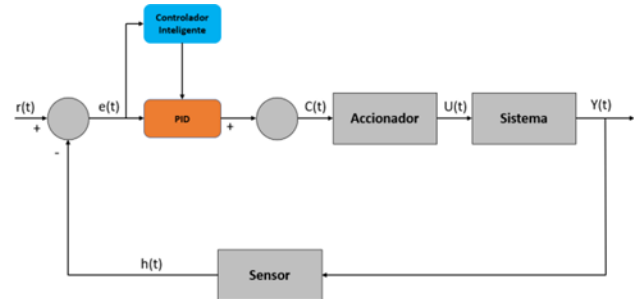 Controlador
Inteligente
r(t)
e(t)
PID
C(t)
Accionador
U(t)
Sistema
Y(t)
+
+
-
h(t)
Sensor